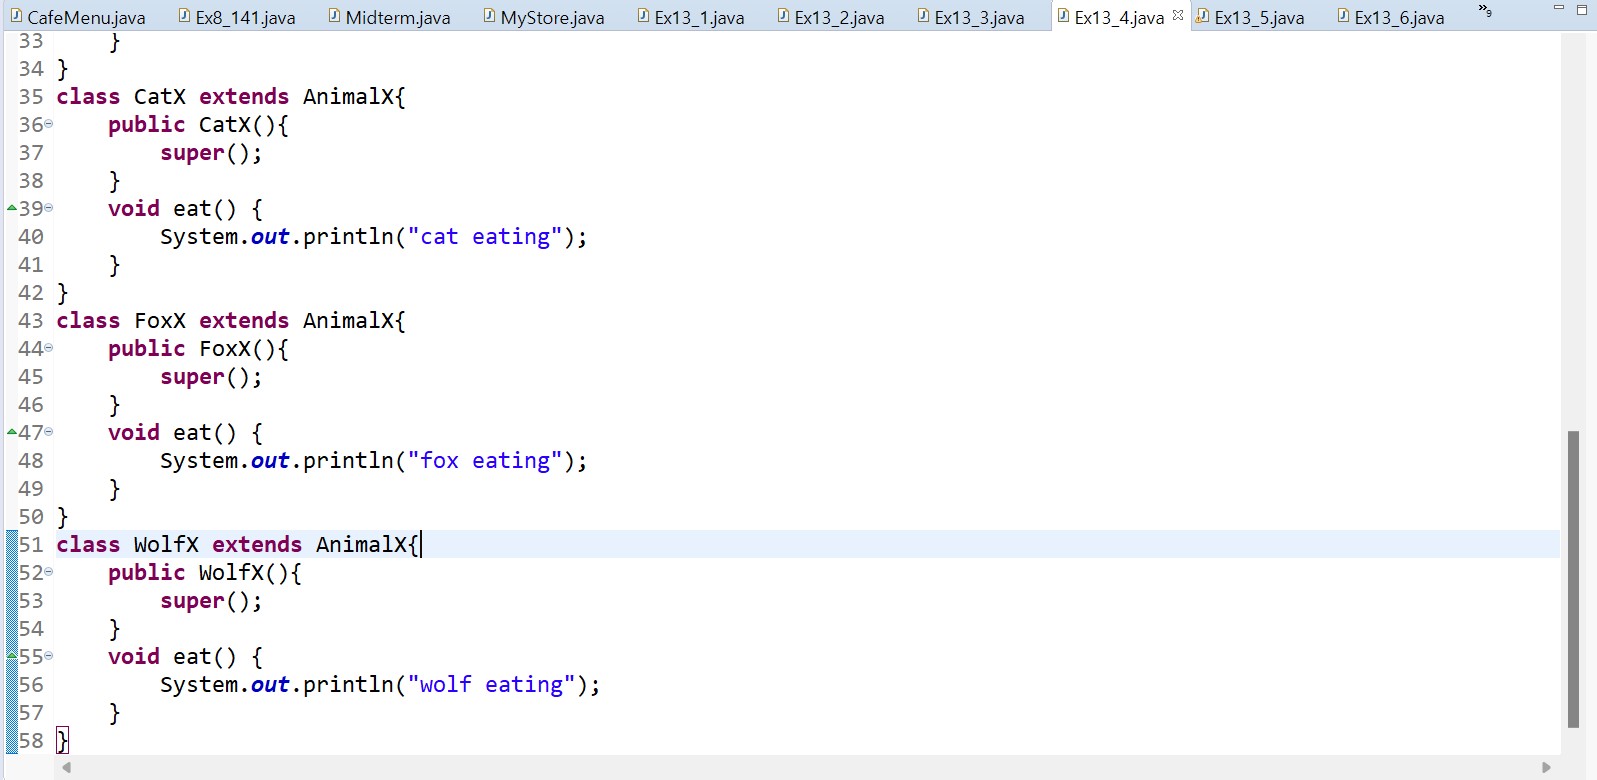 CafeMenu.java Ex8_141.java Midterm.java MyStore.java Ex13_1.java Ex13_2.java Ex13_3.java Ex13_4.java Ex13_5.java Ex13_6.java »9
33     }
34 }
35 class CatX extends AnimalX{
36     public CatX(){
37         super();
38     }
39     void eat() {
40         System.out.println("cat eating");
41     }
42 }
43 class FoxX extends AnimalX{
44     public FoxX(){
45         super();
46     }
47     void eat() {
48         System.out.println("fox eating");
49     }
50 }
51 class WolfX extends AnimalX{
52     public WolfX(){
53         super();
54     }
55     void eat() {
56         System.out.println("wolf eating");
57     }
58 }